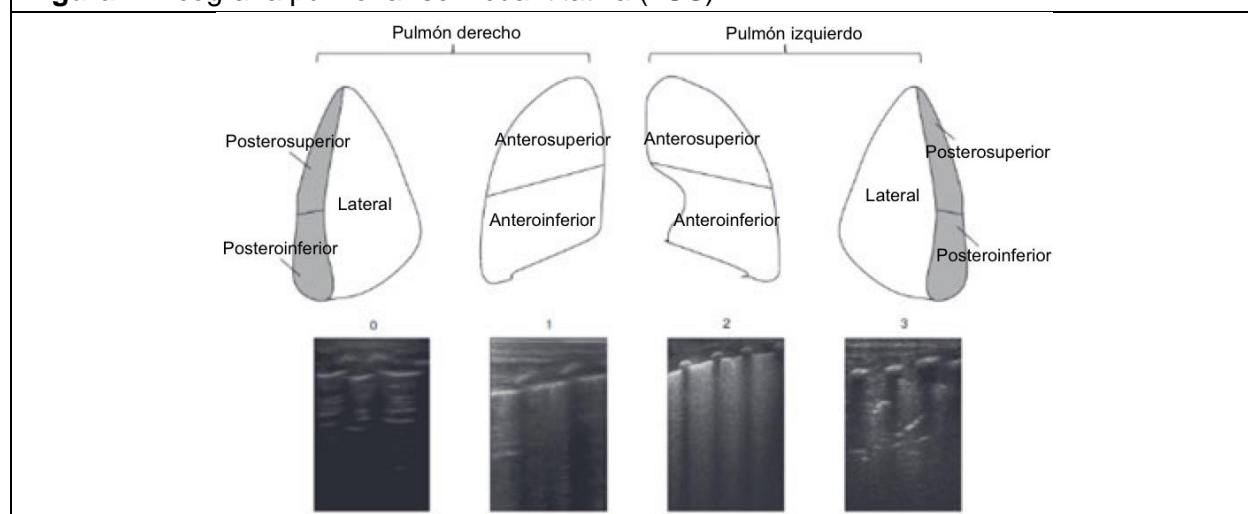 Pulmón derecho
Pulmón izquierdo
Posterosuperior
Lateral
Posteroinferior
Anterosuperior
Anteroinferior
Anterosuperior
Anteroinferior
Lateral
Posterosuperior
Posteroinferior
0
1
2
3